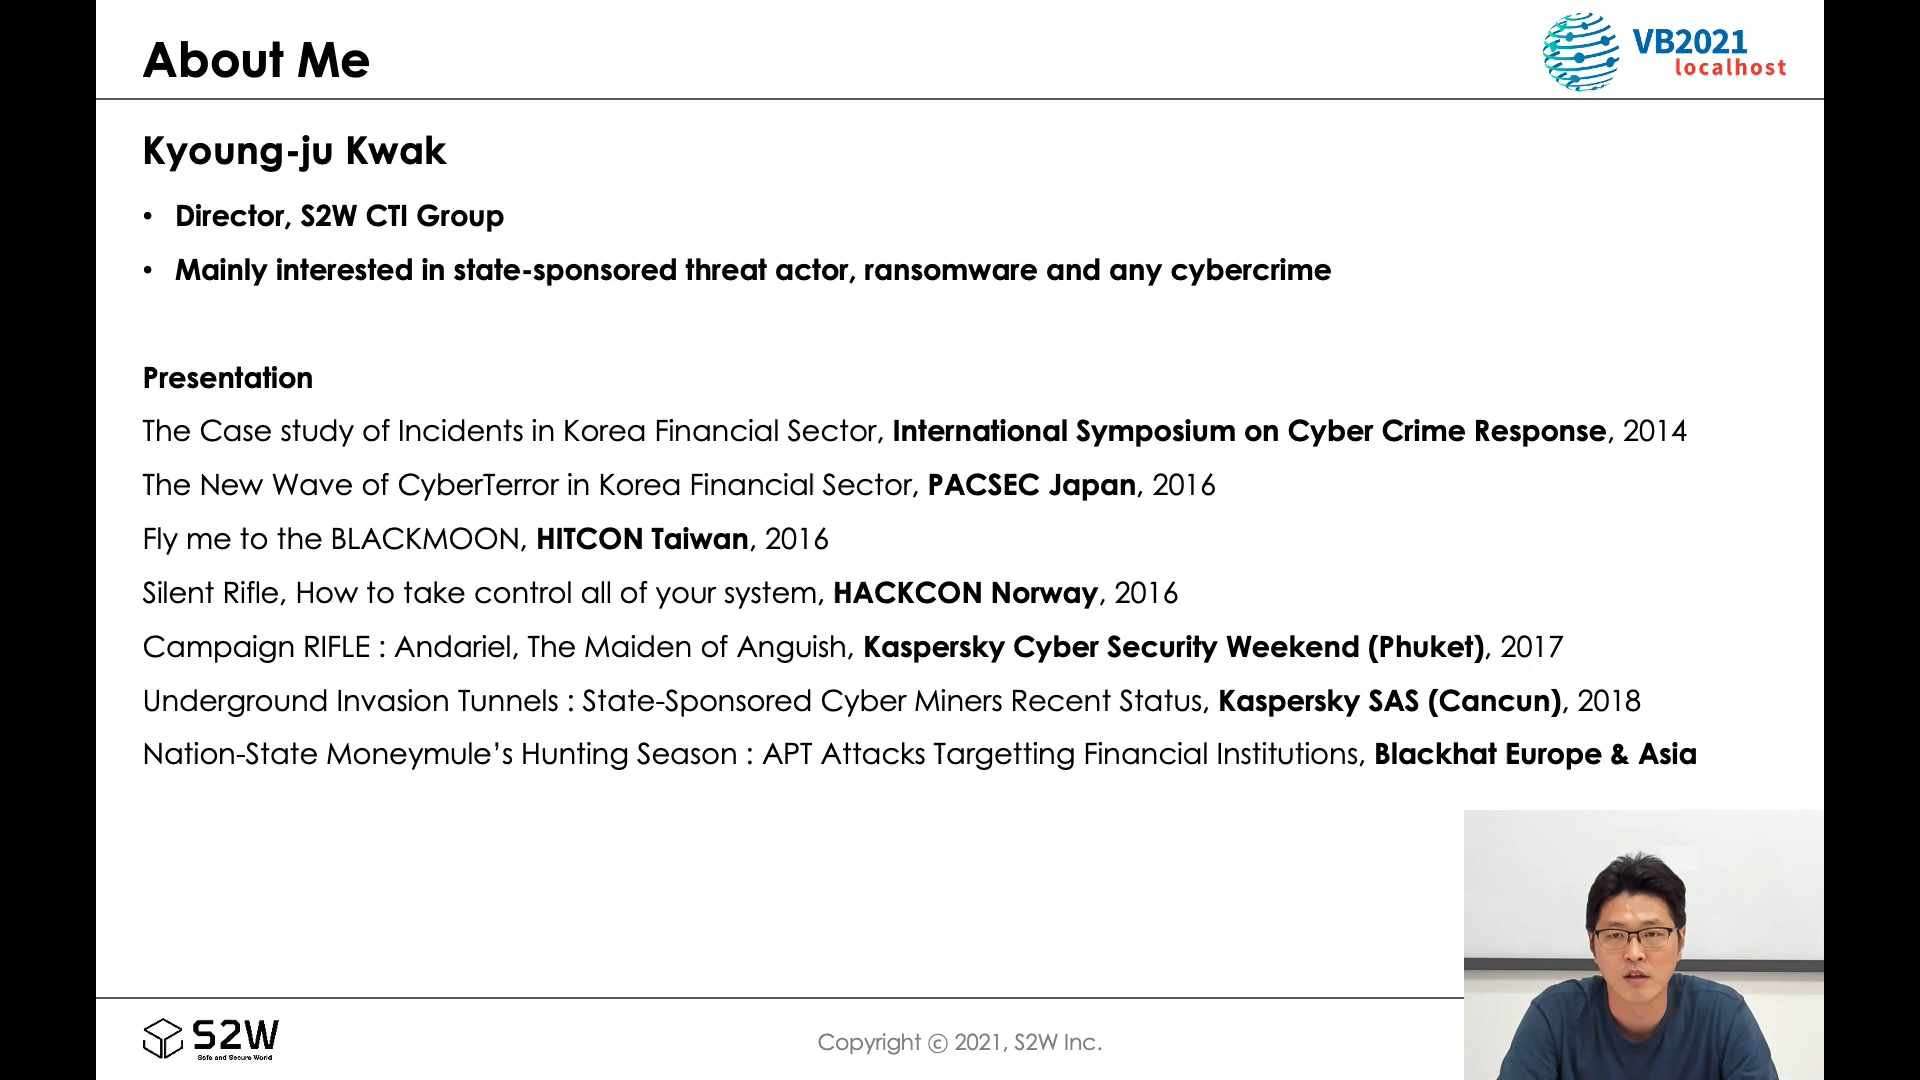 About Me
VB2021
localhost
Kyoung-ju Kwak
• Director, S2W CTI Group
• Mainly interested in state-sponsored threat actor, ransomware and any cybercrime
Presentation
The Case study of Incidents in Korea Financial Sector, International Symposium on Cyber Crime Response, 2014
The New Wave of CyberTerror in Korea Financial Sector, PACSEC Japan, 2016
Fly me to the BLACKMOON, HITCON Taiwan, 2016
Silent Rifle, How to take control all of your system, HACKCON Norway, 2016
Campaign RIFLE : Andariel, The Maiden of Anguish, Kaspersky Cyber Security Weekend (Phuket), 2017
Underground Invasion Tunnels : State-Sponsored Cyber Miners Recent Status, Kaspersky SAS (Cancun), 2018
Nation-State Moneymule’s Hunting Season : APT Attacks Targetting Financial Institutions, Blackhat Europe & Asia
S2W
Safe and Secure World
Copyright © 2021, S2W Inc.